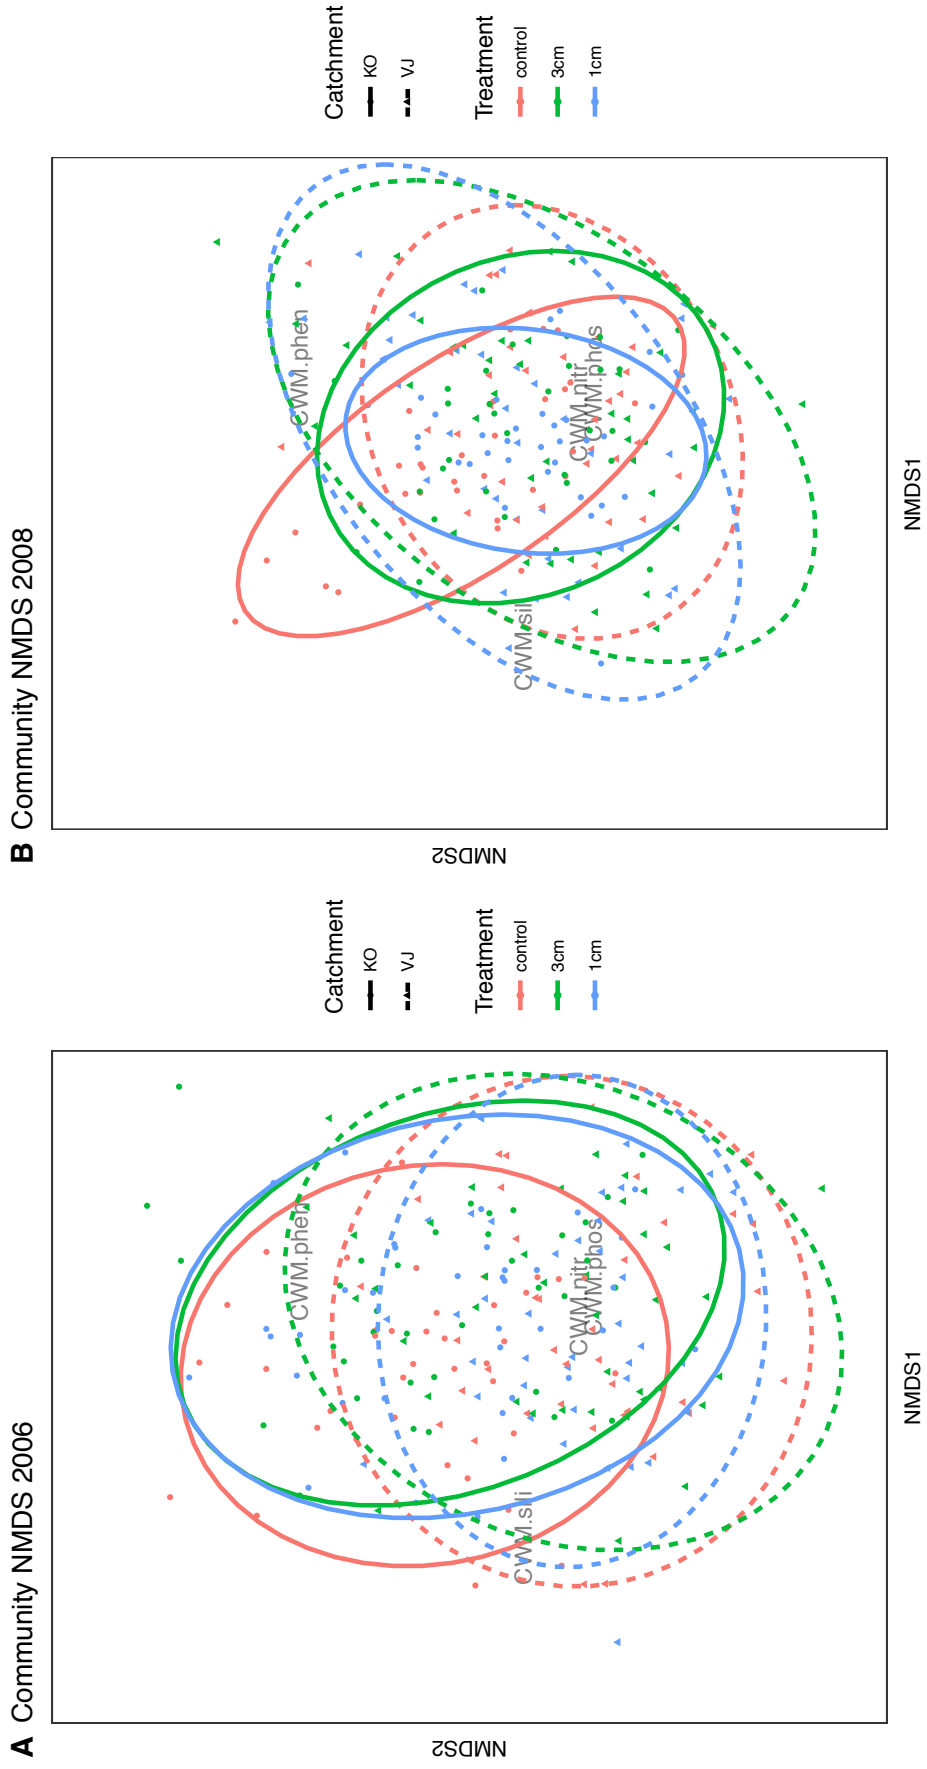 A Community NMDS 2006
NMDS2
CWM.phen
CWM.nitr
CWM.phos
CWM.sili
NMDS1
Catchment
KO
VJ
Treatment
control
3cm
1cm
B Community NMDS 2008
NMDS2
CWM.phen
CWM.nitr
CWM.phos
CWM.sili
NMDS1
Catchment
KO
VJ
Treatment
control
3cm
1cm